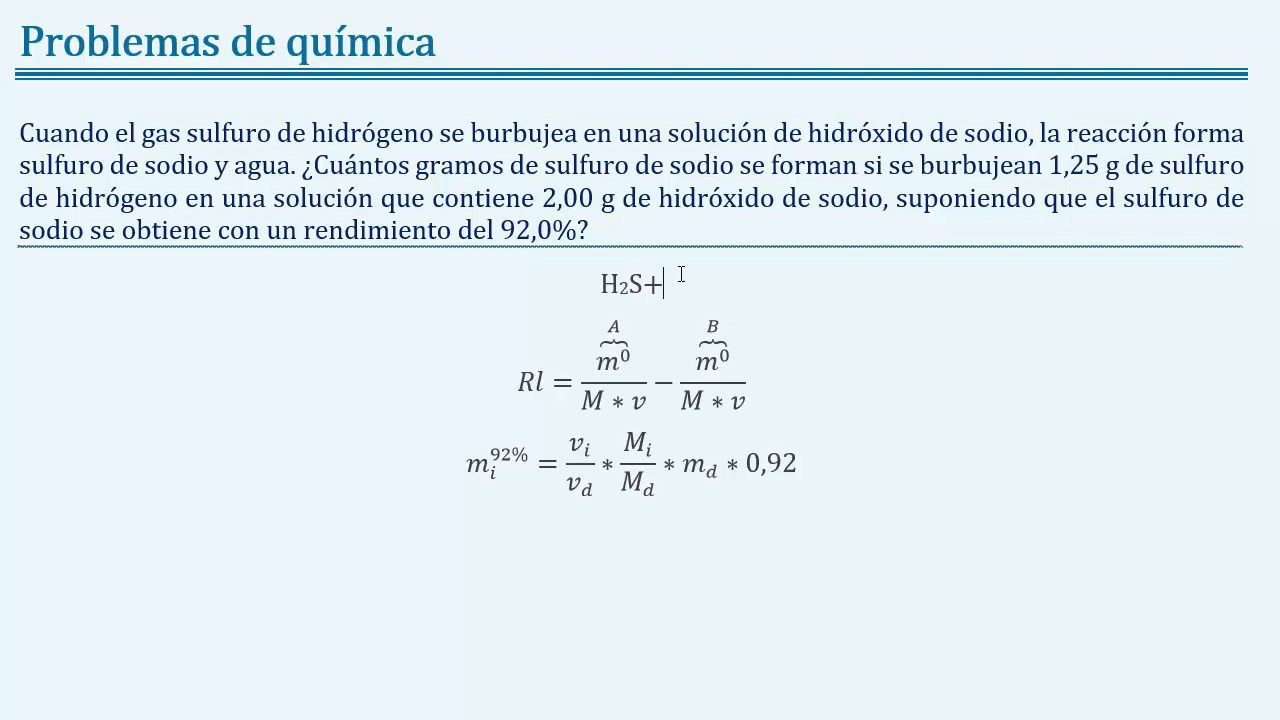 Problemas de química
Cuando el gas sulfuro de hidrógeno se burbujea en una solución de hidróxido de sodio, la reacción forma
sulfuro de sodio y agua. ¿Cuántos gramos de sulfuro de sodio se forman si se burbujean 1,25 g de sulfuro
de hidrógeno en una solución que contiene 2,00 g de hidróxido de sodio, suponiendo que el sulfuro de
sodio se obtiene con un rendimiento del 92,0%?
H₂S+
A B
Rl = m⁰/(M * v) − m⁰/(M * v)
mᵢ^92% = vᵢ/v_d * Mᵢ/M_d * m_d * 0,92